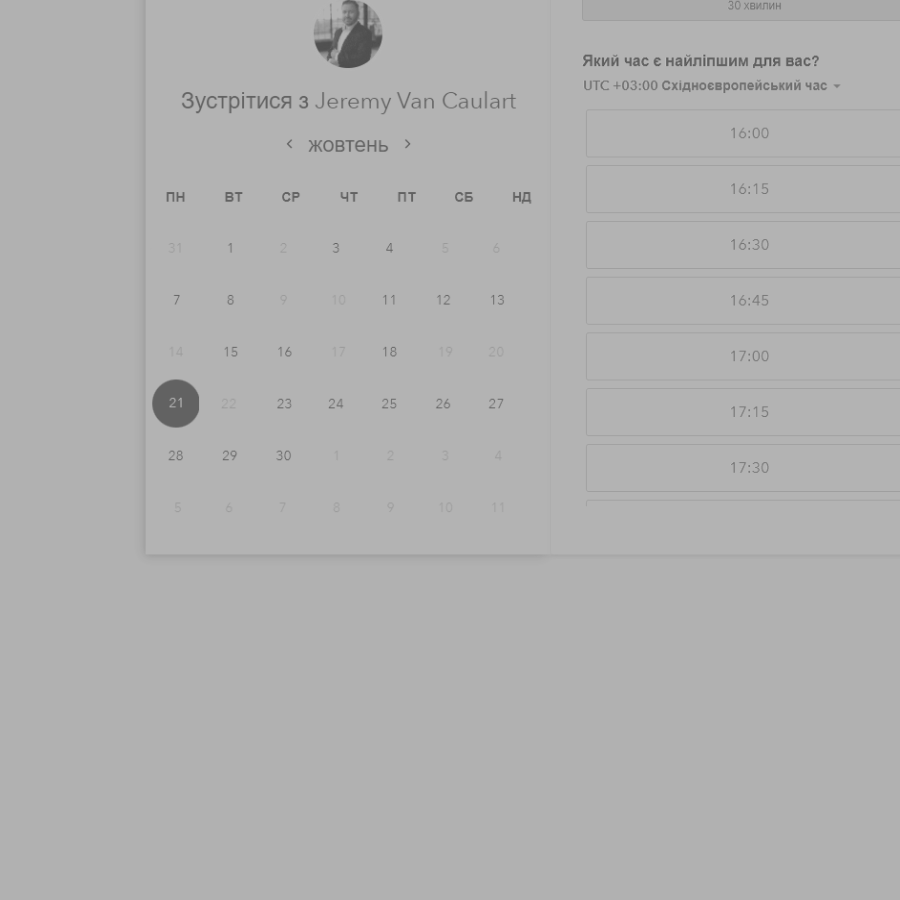 30 хвилин
Зустрітися з Jeremy Van Caulart
жовтень
ПН ВТ СР ЧТ ПТ СБ НД
31 1 2 3 4 5 6
7 8 9 10 11 12 13
14 15 16 17 18 19 20
21 22 23 24 25 26 27
28 29 30 1 2 3 4
5 6 7 8 9 10 11
Який час є найліпшим для вас?
UTC +03:00 Східноєвропейський час
16:00
16:15
16:30
16:45
17:00
17:15
17:30